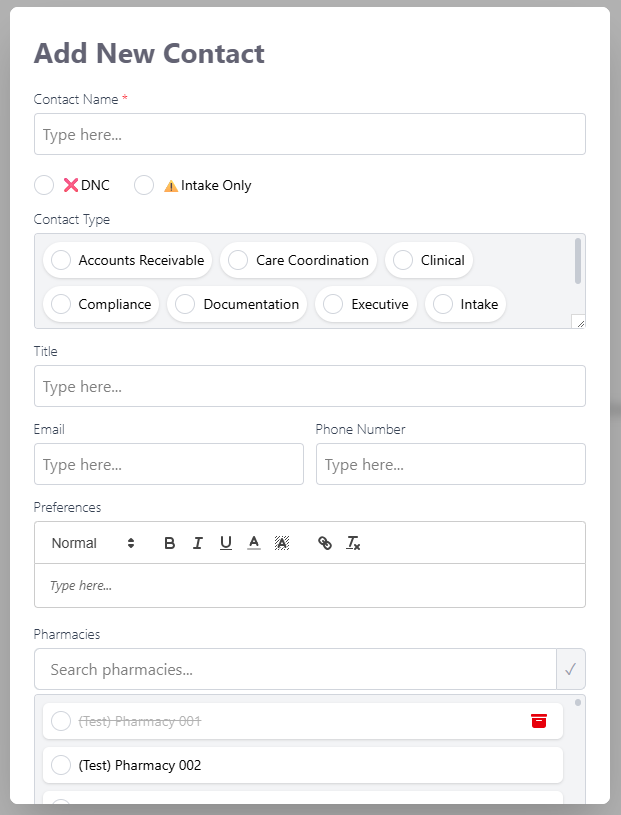 Add New Contact
Contact Name *
Type here...
❌ DNC ⚠️ Intake Only
Contact Type
Accounts Receivable Care Coordination Clinical
Compliance Documentation Executive Intake
Title
Type here...
Email Phone Number
Type here... Type here...
Preferences
Normal B I U A A Tx
Type here...
Pharmacies
Search pharmacies... ✓
(Test) Pharmacy 001
(Test) Pharmacy 002